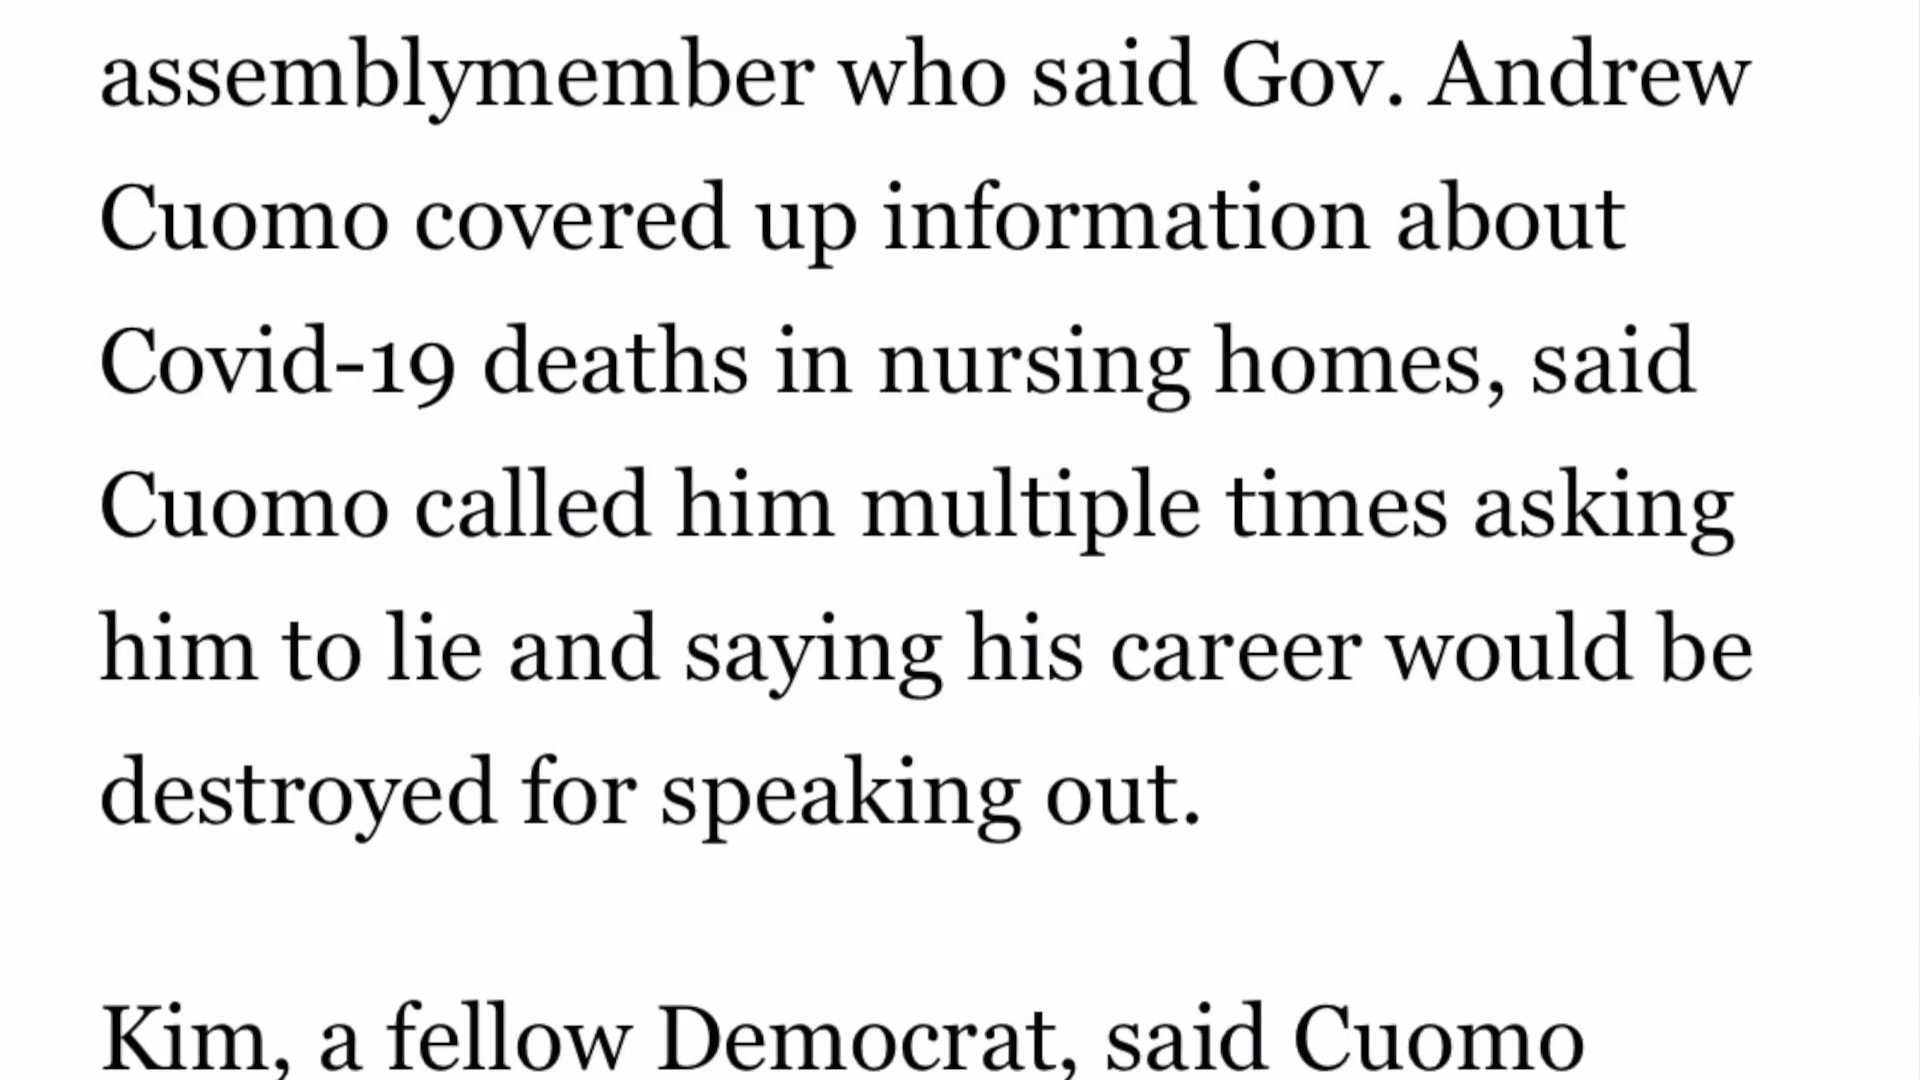 assemblymember who said Gov. Andrew
Cuomo covered up information about
Covid-19 deaths in nursing homes, said
Cuomo called him multiple times asking
him to lie and saying his career would be
destroyed for speaking out.
Kim, a fellow Democrat, said Cuomo